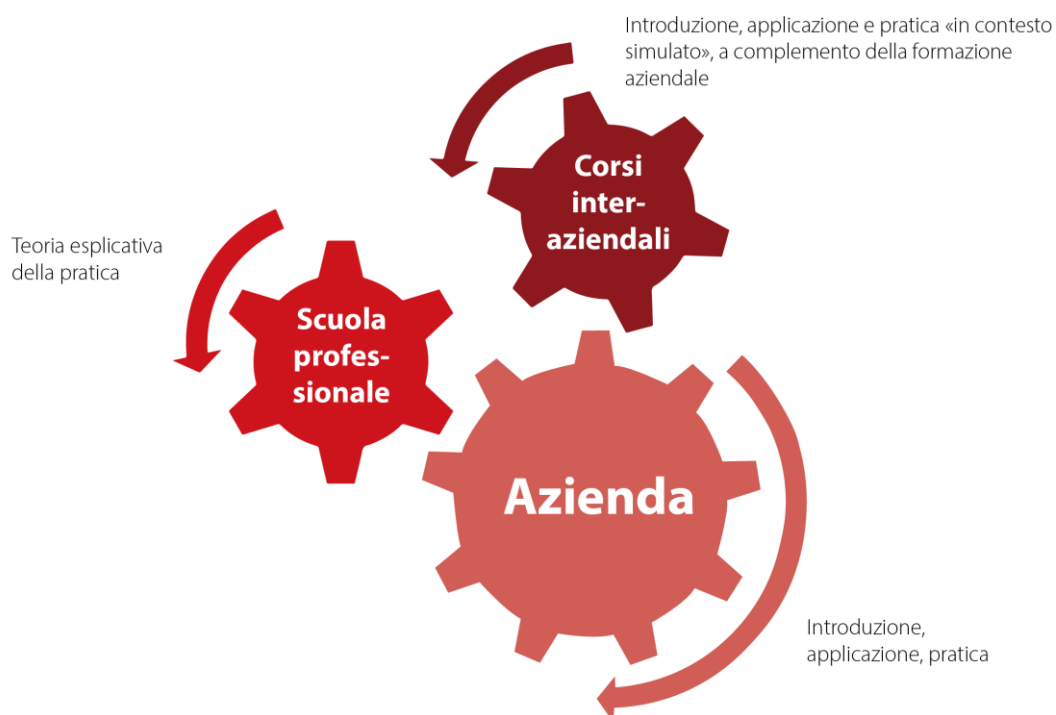 Introduzione, applicazione e pratica «in contesto
simulato», a complemento della formazione
aziendale
Corsi
inter-
aziendali
Teoria esplicativa
della pratica
Scuola
profes-
sionale
Azienda
Introduzione,
applicazione, pratica